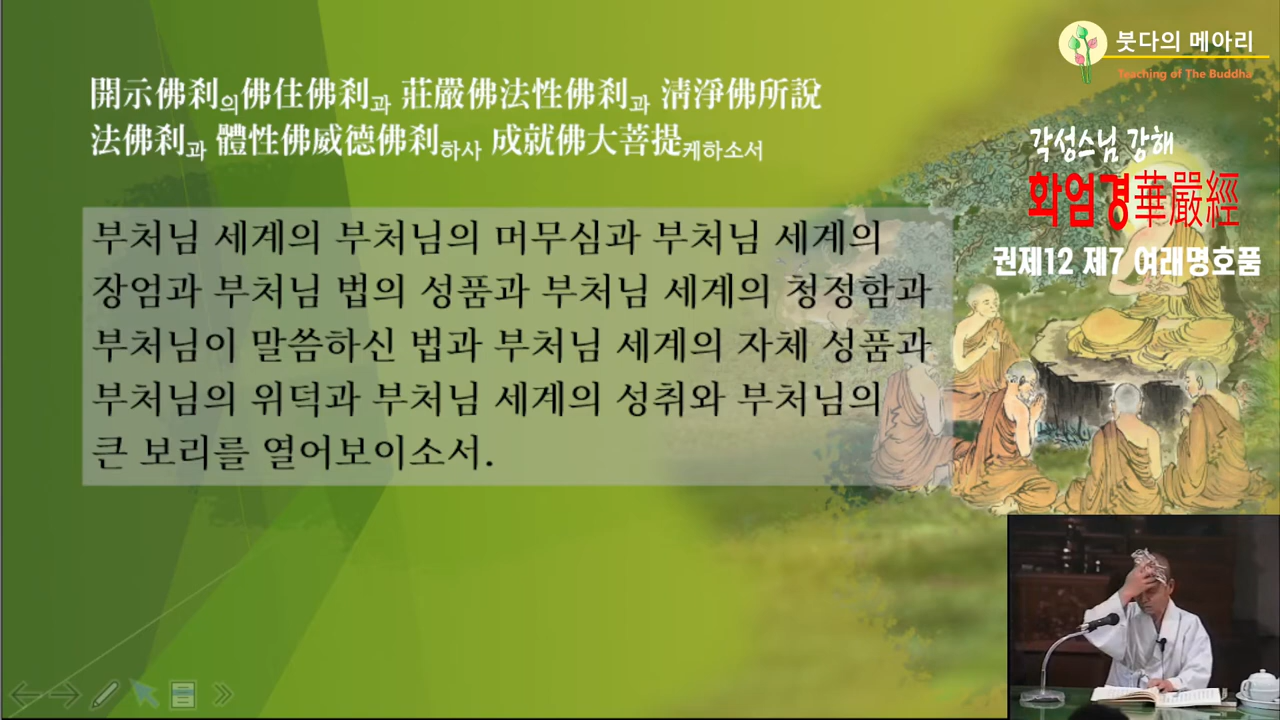 開示佛刹의佛住佛刹과 莊嚴佛法性佛刹과 清淨佛所說
法佛刹과 體性佛威德佛刹하사 成就佛大菩提케하소서
부처님 세계의 부처님의 머무심과 부처님 세계의
장엄과 부처님 법의 성품과 부처님 세계의 청정함과
부처님이 말씀하신 법과 부처님 세계의 자체 성품과
부처님의 위덕과 부처님 세계의 성취와 부처님의
큰 보리를 열어보이소서.
붓다의 메아리
Teaching of The Buddha
각성스님 강해
화엄경華嚴經
권제12 제7 여래명호품